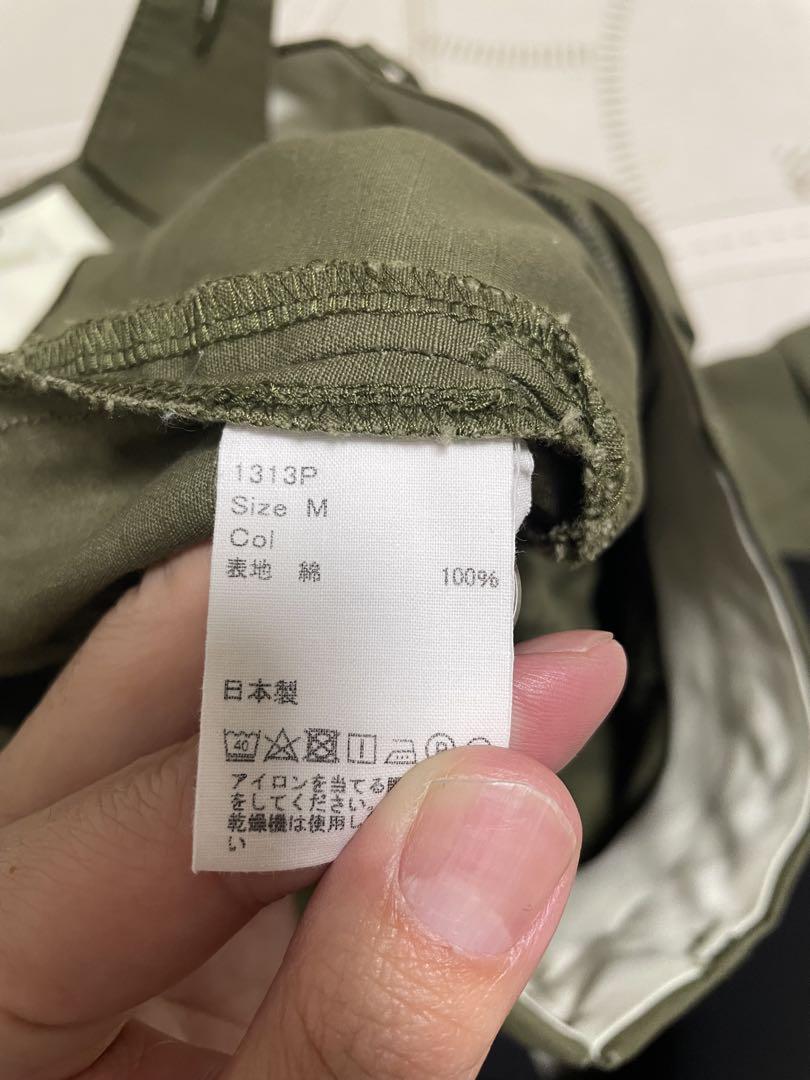 1313P
Size M
Col
表地 綿 100%
日本製
40 P
アイロンを当てる
をしてください。
乾燥機は使用し
い